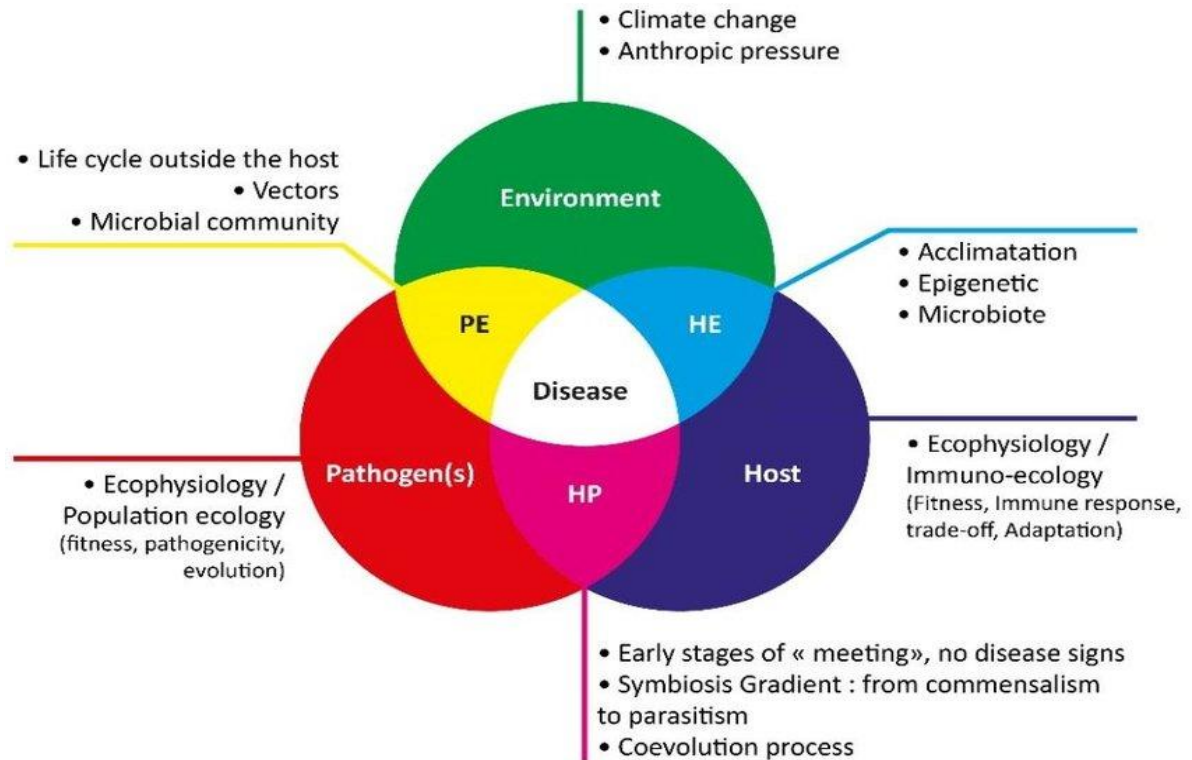 • Climate change
• Anthropic pressure
• Life cycle outside the host
• Vectors
• Microbial community
Environment
• Acclimatation
• Epigenetic
• Microbiote
PE
HE
Disease
Pathogen(s)
Host
HP
• Ecophysiology /
Immuno-ecology
(Fitness, Immune response,
trade-off, Adaptation)
• Ecophysiology /
Population ecology
(fitness, pathogenicity,
evolution)
• Early stages of « meeting», no disease signs
• Symbiosis Gradient : from commensalism
to parasitism
• Coevolution process